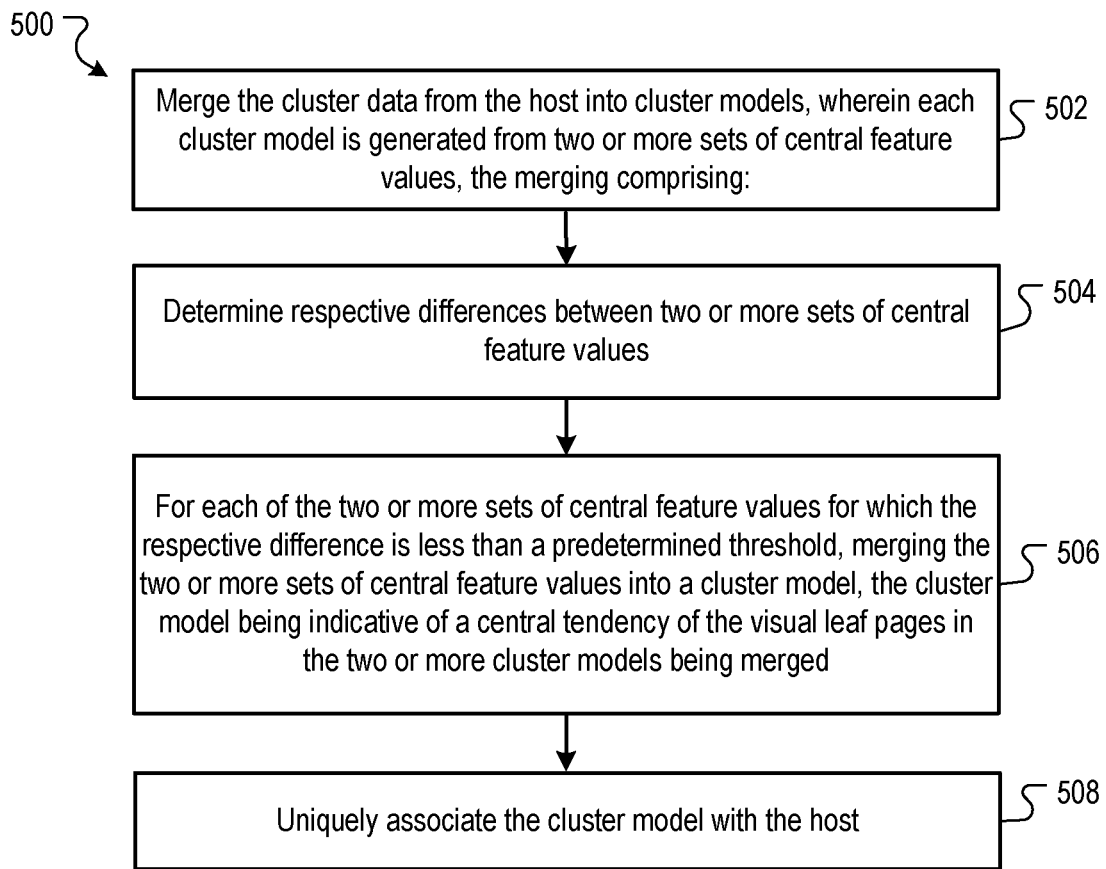 500
Merge the cluster data from the host into cluster models, wherein each
cluster model is generated from two or more sets of central feature
values, the merging comprising:
502
Determine respective differences between two or more sets of central
feature values
504
For each of the two or more sets of central feature values for which the
respective difference is less than a predetermined threshold, merging the
two or more sets of central feature values into a cluster model, the cluster
model being indicative of a central tendency of the visual leaf pages in
the two or more cluster models being merged
506
Uniquely associate the cluster model with the host
508